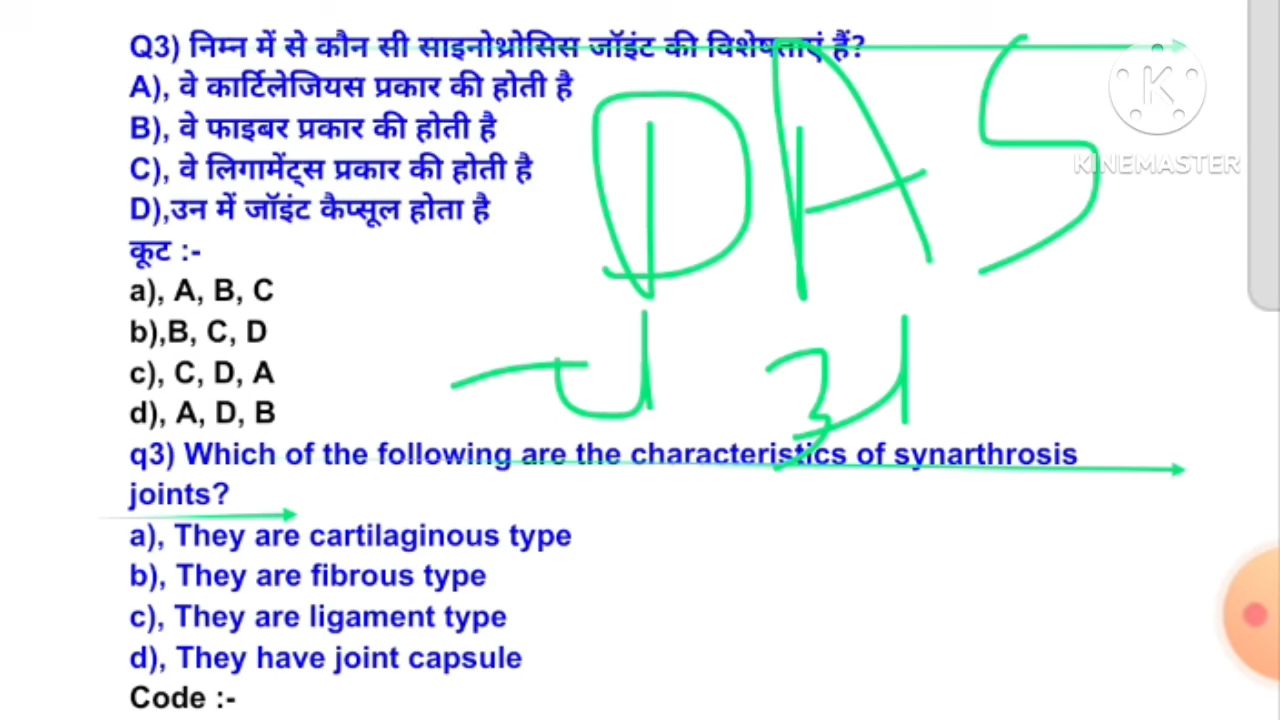 Q3) निम्न में से कौन सी साइनोथ्रोसिस जॉइंट की विशेषताएं हैं?
A), वे कार्टिलेजियस प्रकार की होती है
B), वे फाइबर प्रकार की होती है
C), वे लिगामेंट्स प्रकार की होती है
D),उन में जॉइंट कैप्सूल होता है
कूट :-
a), A, B, C
b),B, C, D
c), C, D, A
d), A, D, B
DAS
K
KINEMASTER
q3) Which of the following are the characteristics of synarthrosis
joints?
a), They are cartilaginous type
b), They are fibrous type
c), They are ligament type
d), They have joint capsule
Code :-